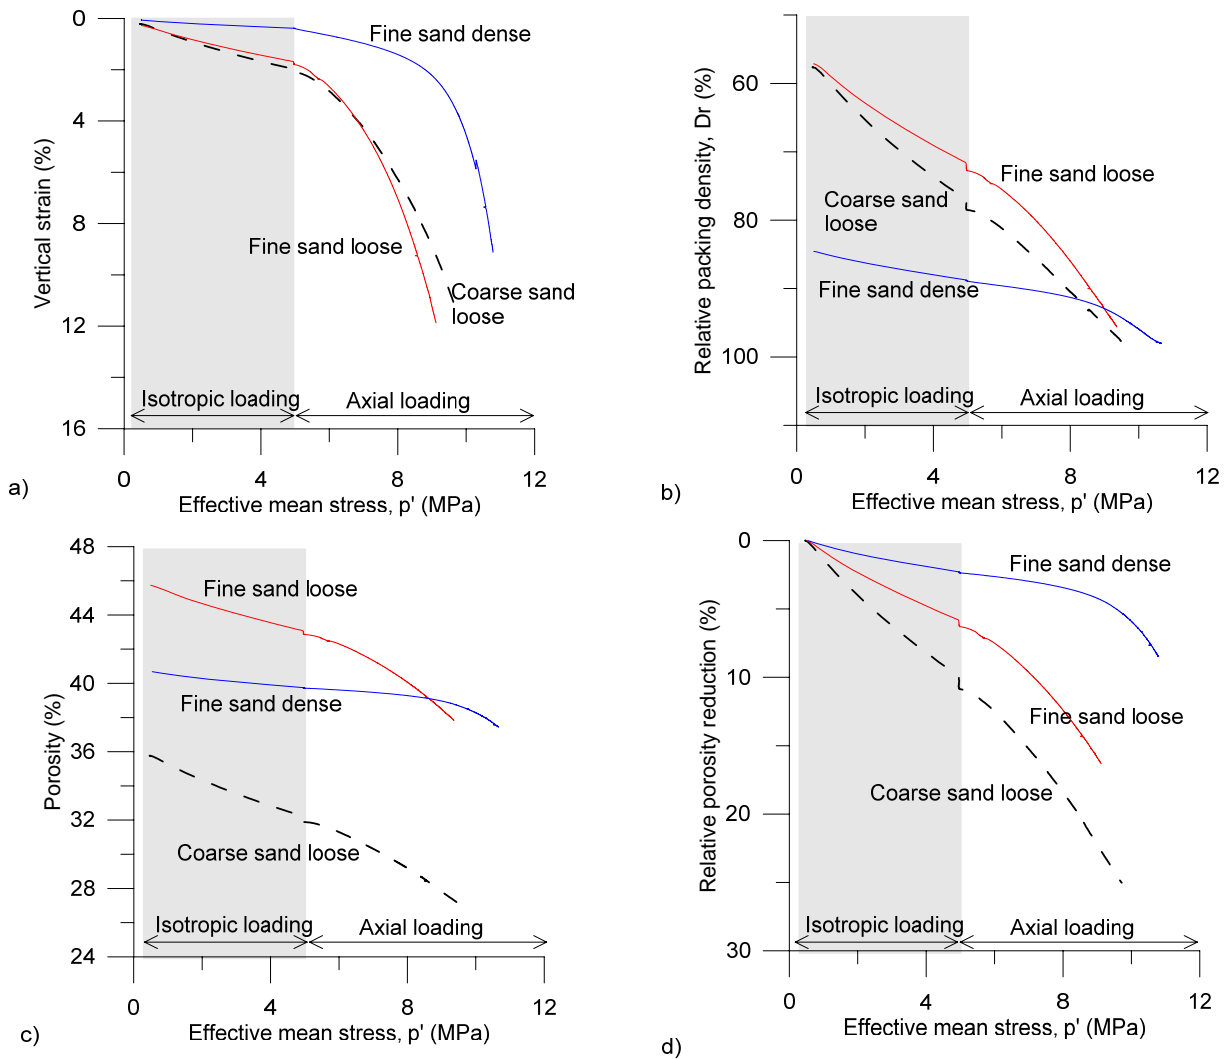 0
4
8
12
16
Vertical strain (%)
Fine sand dense
Fine sand loose
Coarse sand
loose
Isotropic loading
Axial loading
0
4
8
12
Effective mean stress, p' (MPa)
a)
60
80
100
Relative packing density, Dr (%)
Fine sand loose
Coarse sand
loose
Fine sand dense
Isotropic loading
Axial loading
0
4
8
12
Effective mean stress, p' (MPa)
b)
48
44
40
36
32
28
24
Porosity (%)
Fine sand loose
Fine sand dense
Coarse sand loose
Isotropic loading
Axial loading
0
4
8
12
Effective mean stress, p' (MPa)
c)
0
10
20
30
Relative porosity reduction (%)
Fine sand dense
Fine sand loose
Coarse sand loose
Isotropic loading
Axial loading
0
4
8
12
Effective mean stress, p' (MPa)
d)